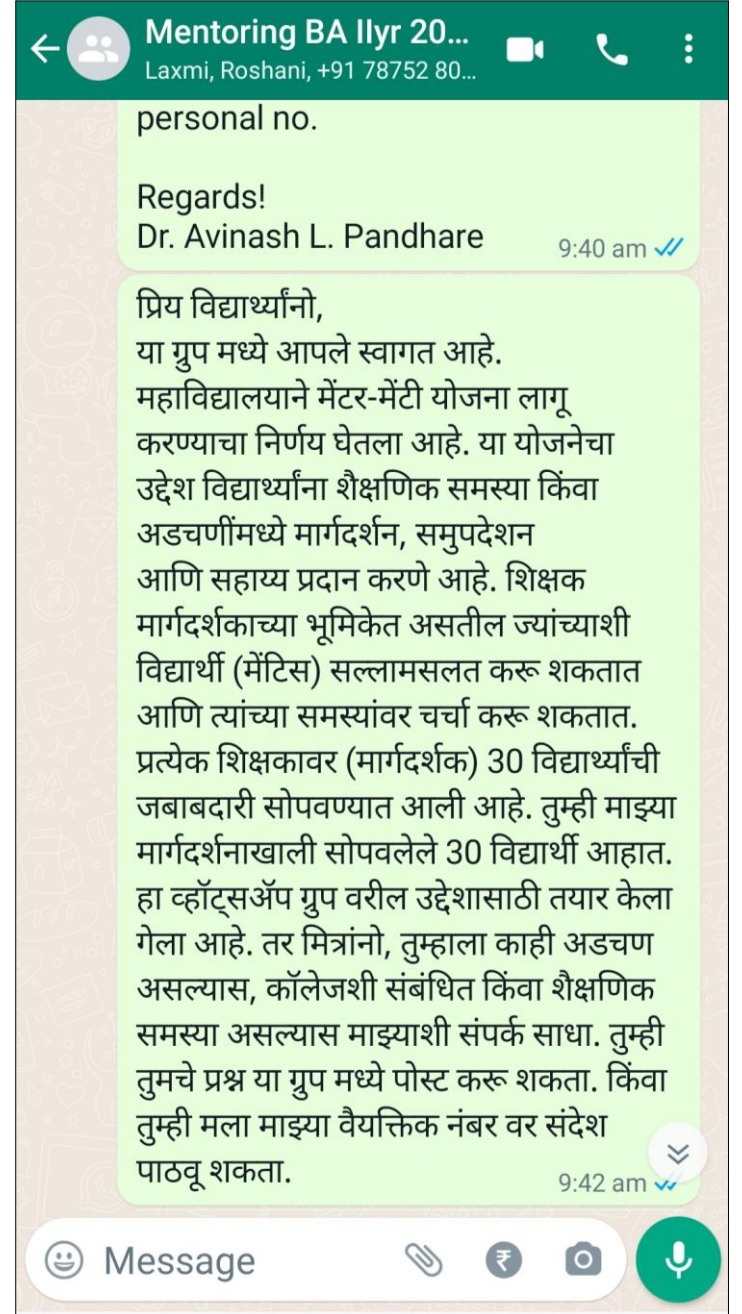 Mentoring BA IIyr 20...
Laxmi, Roshani, +91 78752 80...
personal no.
Regards!
Dr. Avinash L. Pandhare
9:40 am
प्रिय विद्यार्थ्यांनो,
या ग्रुप मध्ये आपले स्वागत आहे.
महाविद्यालयाने मेंटर-मेंटी योजना लागू
करण्याचा निर्णय घेतला आहे. या योजनेचा
उद्देश विद्यार्थ्यांना शैक्षणिक समस्या किंवा
अडचणींमध्ये मार्गदर्शन, समुपदेशन
आणि सहाय्य प्रदान करणे आहे. शिक्षक
मार्गदर्शकाच्या भूमिकेत असतील ज्यांच्याशी
विद्यार्थी (मेंटिस) सल्लामसलत करू शकतात
आणि त्यांच्या समस्यांवर चर्चा करू शकतात.
प्रत्येक शिक्षकावर (मार्गदर्शक) 30 विद्यार्थ्यांची
जबाबदारी सोपवण्यात आली आहे. तुम्ही माझ्या
मार्गदर्शनाखाली सोपवलेले 30 विद्यार्थी आहात.
हा व्हॉट्सॲप ग्रुप वरील उद्देशासाठी तयार केला
गेला आहे. तर मित्रांनो, तुम्हाला काही अडचण
असल्यास, कॉलेजशी संबंधित किंवा शैक्षणिक
समस्या असल्यास माझ्याशी संपर्क साधा. तुम्ही
तुमचे प्रश्न या ग्रुप मध्ये पोस्ट करू शकता. किंवा
तुम्ही मला माझ्या वैयक्तिक नंबर वर संदेश
पाठवू शकता.
9:42 am
Message